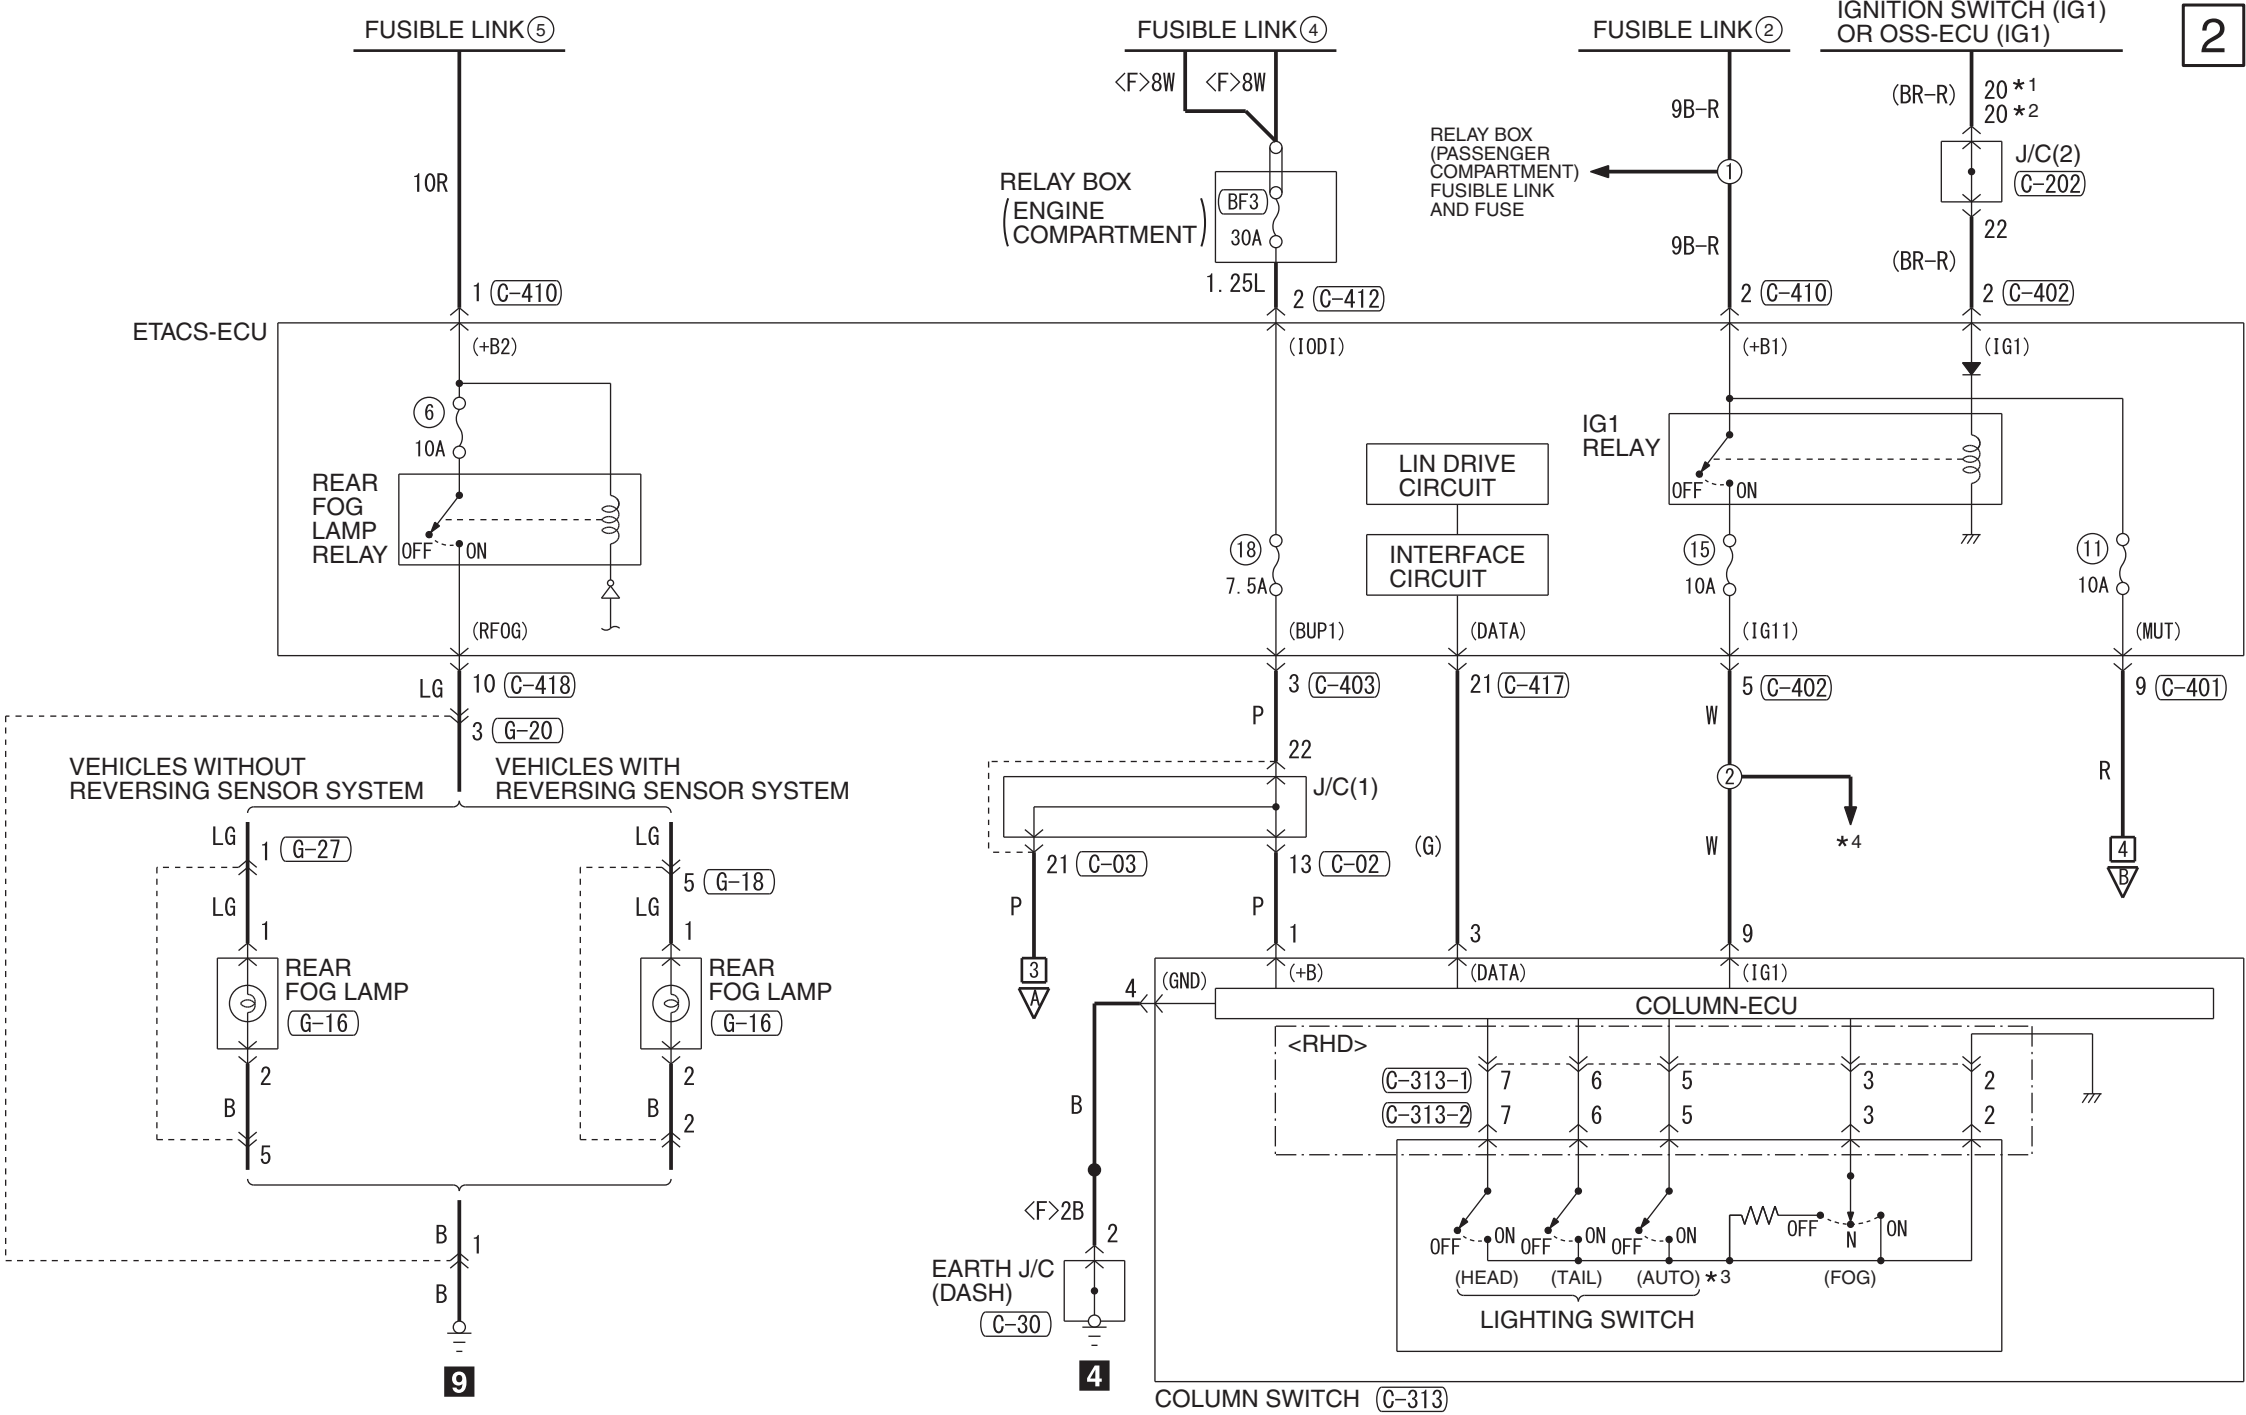 FUSIBLE LINK⑤
FUSIBLE LINK④
FUSIBLE LINK②
IGNITION SWITCH (IG1)
OR OSS-ECU (IG1)
2
<F>8W
<F>8W
9B-R
(BR-R)
20*1
20*2
RELAY BOX
(PASSENGER
COMPARTMENT)
FUSIBLE LINK
AND FUSE
1
J/C(2)
C-202
10R
RELAY BOX
(ENGINE
COMPARTMENT)
BF3
30A
9B-R
22
(BR-R)
1.25L
1 C-410
2 C-412
2 C-410
2 C-402
ETACS-ECU
(+B2)
(IODI)
(+B1)
(IG1)
6
10A
IG1
RELAY
OFF
ON
REAR
FOG
LAMP
RELAY
OFF
ON
LIN DRIVE
CIRCUIT
INTERFACE
CIRCUIT
18
7.5A
15
10A
11
10A
(RFOG)
(BUP1)
(DATA)
(IG11)
(MUT)
LG
10 C-418
3 C-403
21 C-417
5 C-402
9 C-401
3 G-20
P
W
22
VEHICLES WITHOUT
REVERSING SENSOR SYSTEM
VEHICLES WITH
REVERSING SENSOR SYSTEM
J/C(1)
2
R
*4
LG
1 G-27
LG
5 G-18
21 C-03
13 C-02
(G)
W
4
B
LG
1
LG
1
P
P
1
3
9
REAR
FOG LAMP
G-16
REAR
FOG LAMP
G-16
3
A
4
(GND)
(+B)
(DATA)
(IG1)
COLUMN-ECU
<RHD>
C-313-1
7
6
5
3
2
C-313-2
7
6
5
3
2
2
B
5
2
B
2
B
<F>2B
2
OFF
ON
OFF
ON
OFF
ON
OFF
N
ON
(HEAD)
(TAIL)
(AUTO)*3
(FOG)
LIGHTING SWITCH
B
1
B
9
EARTH J/C
(DASH)
C-30
4
COLUMN SWITCH C-313